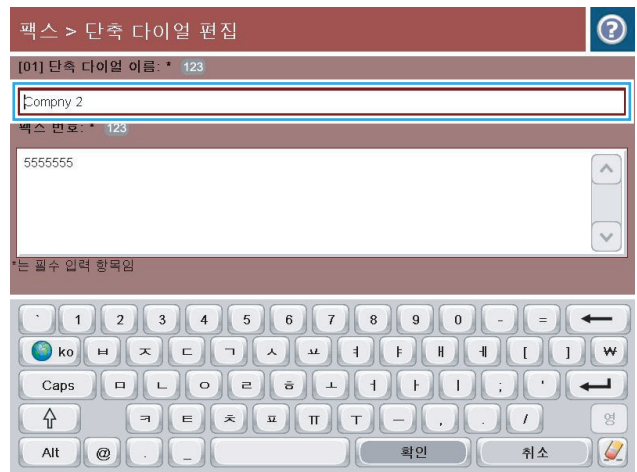 팩스 > 단축 다이얼 편집 ?
[01] 단축 다이얼 이름: * 123
Compny 2
팩스 번호: * 123
5555555
*는 필수 입력 항목임
` 1 2 3 4 5 6 7 8 9 0 - =
ko ㅂ ㅈ ㄷ ㄱ ㅅ ㅛ ㅕ ㅑ ㅐ ㅔ [ ] ₩
Caps ㅁ ㄴ ㅇ ㄹ ㅎ ㅗ ㅓ ㅏ ㅣ ; '
ㅋ ㅌ ㅊ ㅍ ㅠ ㅜ ㅡ , . / 영
Alt @ . _ 확인 취소